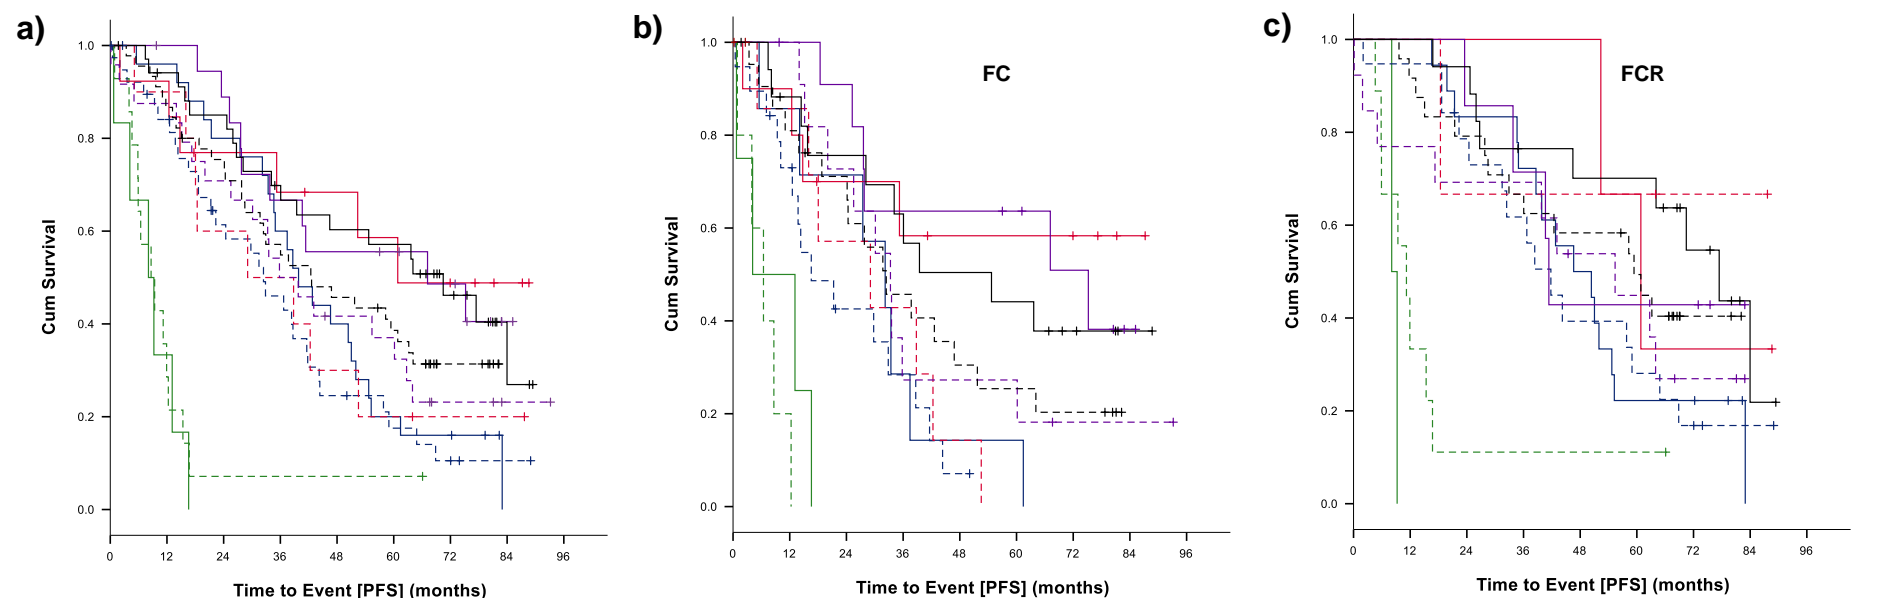 a)
1.0
0.8
0.6
0.4
0.2
0.0
Cum Survival
0 12 24 36 48 60 72 84 96
Time to Event [PFS] (months)
b)
FC
1.0
0.8
0.6
0.4
0.2
0.0
Cum Survival
0 12 24 36 48 60 72 84 96
Time to Event [PFS] (months)
c)
FCR
1.0
0.8
0.6
0.4
0.2
0.0
Cum Survival
0 12 24 36 48 60 72 84 96
Time to Event [PFS] (months)